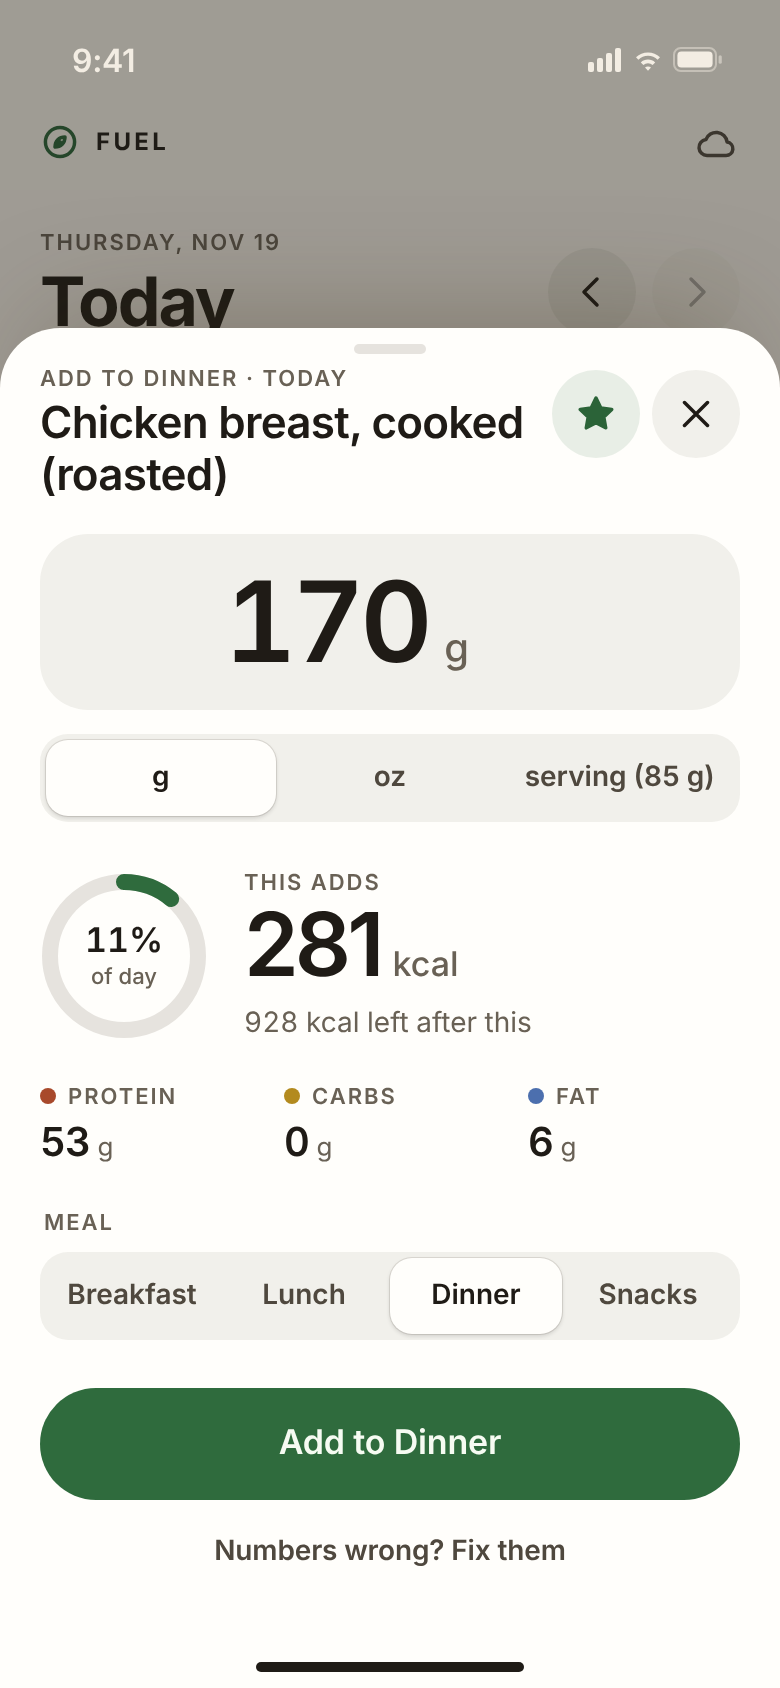 9:41
FUEL
THURSDAY, NOV 19
Today
ADD TO DINNER · TODAY
Chicken breast, cooked
(roasted)
170 g
g oz serving (85 g)
11%
of day
THIS ADDS
281 kcal
928 kcal left after this
PROTEIN CARBS FAT
53 g 0 g 6 g
MEAL
Breakfast Lunch Dinner Snacks
Add to Dinner
Numbers wrong? Fix them